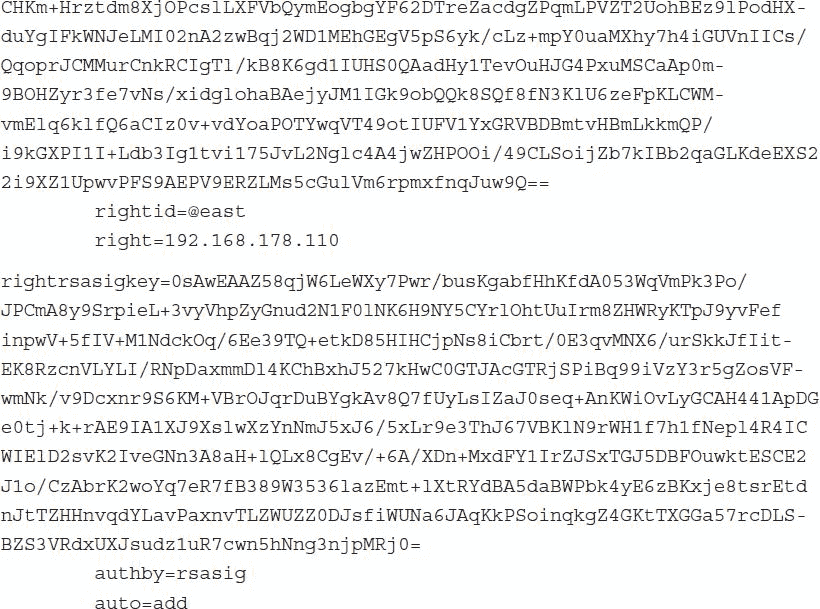 CHKm+Hrztdm8XjOPcslLXFVbQymEogbgYF62DTreZacdgZPqmLPVZT2UohBEz9lPodHX-
duYgIFkWNJeLMI02nA2zwBqj2WD1MEhGEgV5pS6yk/cLz+mpY0uaMXhy7h4iGUVnIICs/
QqoprJCMMurCnkRCIgTl/kB8K6gd1IUHS0QAadHy1TevOuHJG4PxuMSCaAp0m-
9BOHZyr3fe7vNs/xidglohaBAejyJM1IGk9obQQk8SQf8fN3KlU6zeFpKLCWM-
vmElq6klfQ6aCIz0v+vdYoaPOTYwqVT49otIUFV1YxGRVBDBmtvHBmLkkmQP/
i9kGXPI1I+Ldb3Ig1tvi175JvL2Nglc4A4jwZHPOOi/49CLSoijZb7kIBb2qaGLKdeEXS2
2i9XZ1UpwvPFS9AEPV9ERZLMs5cGulVm6rpmxfnqJuw9Q==
rightid=@east
right=192.168.178.110
rightrsasigkey=0sAwEAAZ58qjW6LeWXy7Pwr/busKgabfHhKfdA053WqVmPk3Po/
JPCmA8y9SrpieL+3vyVhpZyGnud2N1F0lNK6H9NY5CYrlOhtUuIrm8ZHWRyKTpJ9yvFef
inpwV+5fIV+M1NdckOq/6Ee39TQ+etkD85HIHCjpNs8iCbrt/0E3qvMNX6/urSkkJfIit-
EK8RzcnVLYLI/RNpDaxmmDl4KChBxhJ527kHwC0GTJAcGTRjSPiBq99iVzY3r5gZosVF-
wmNk/v9Dcxnr9S6KM+VBrOJqrDuBYgkAv8Q7fUyLsIZaJ0seq+AnKWiOvLyGCAH441ApDG
e0tj+k+rAE9IA1XJ9XslwXzYnNmJ5xJ6/5xLr9e3ThJ67VBKlN9rWH1f7h1fNepl4R4IC
WIElD2svK2IveGNn3A8aH+lQLx8CgEv/+6A/XDn+MxdFY1IrZJSxTGJ5DBFOuwktESCE2
J1o/CzAbrK2woYq7eR7fB389W3536lazEmt+lXtRYdBA5daBWPbk4yE6zBKxje8tsrEtd
nJtTZHHnvqdYLavPaxnvTLZWUZZ0DJsfiWUNa6JAqKkPSoinqkgZ4GKtTXGGa57rcDLS-
BZS3VRdxUXJsudz1uR7cwn5hNng3njpMRj0=
authby=rsasig
auto=add